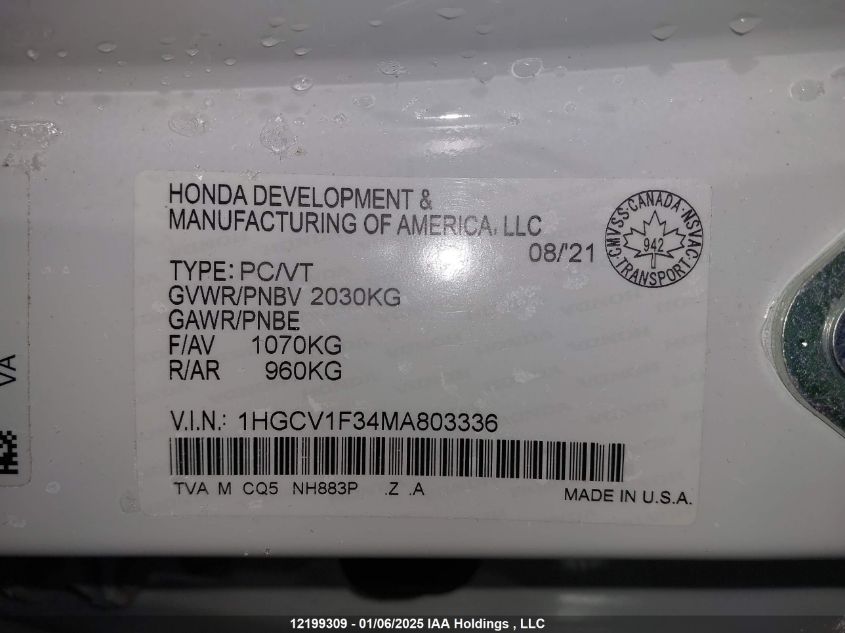 HONDA DEVELOPMENT &
MANUFACTURING OF AMERICA, LLC
08/'21
CMVSS·CANADA·NSVAC·TRANSPORT
942
TYPE: PC/VT
GVWR/PNBV 2030KG
GAWR/PNBE
F/AV 1070KG
R/AR 960KG
V.I.N.: 1HGCV1F34MA803336
TVA M CQ5 NH883P .Z .A
MADE IN U.S.A.
VA
12199309 - 01/06/2025 IAA Holdings , LLC